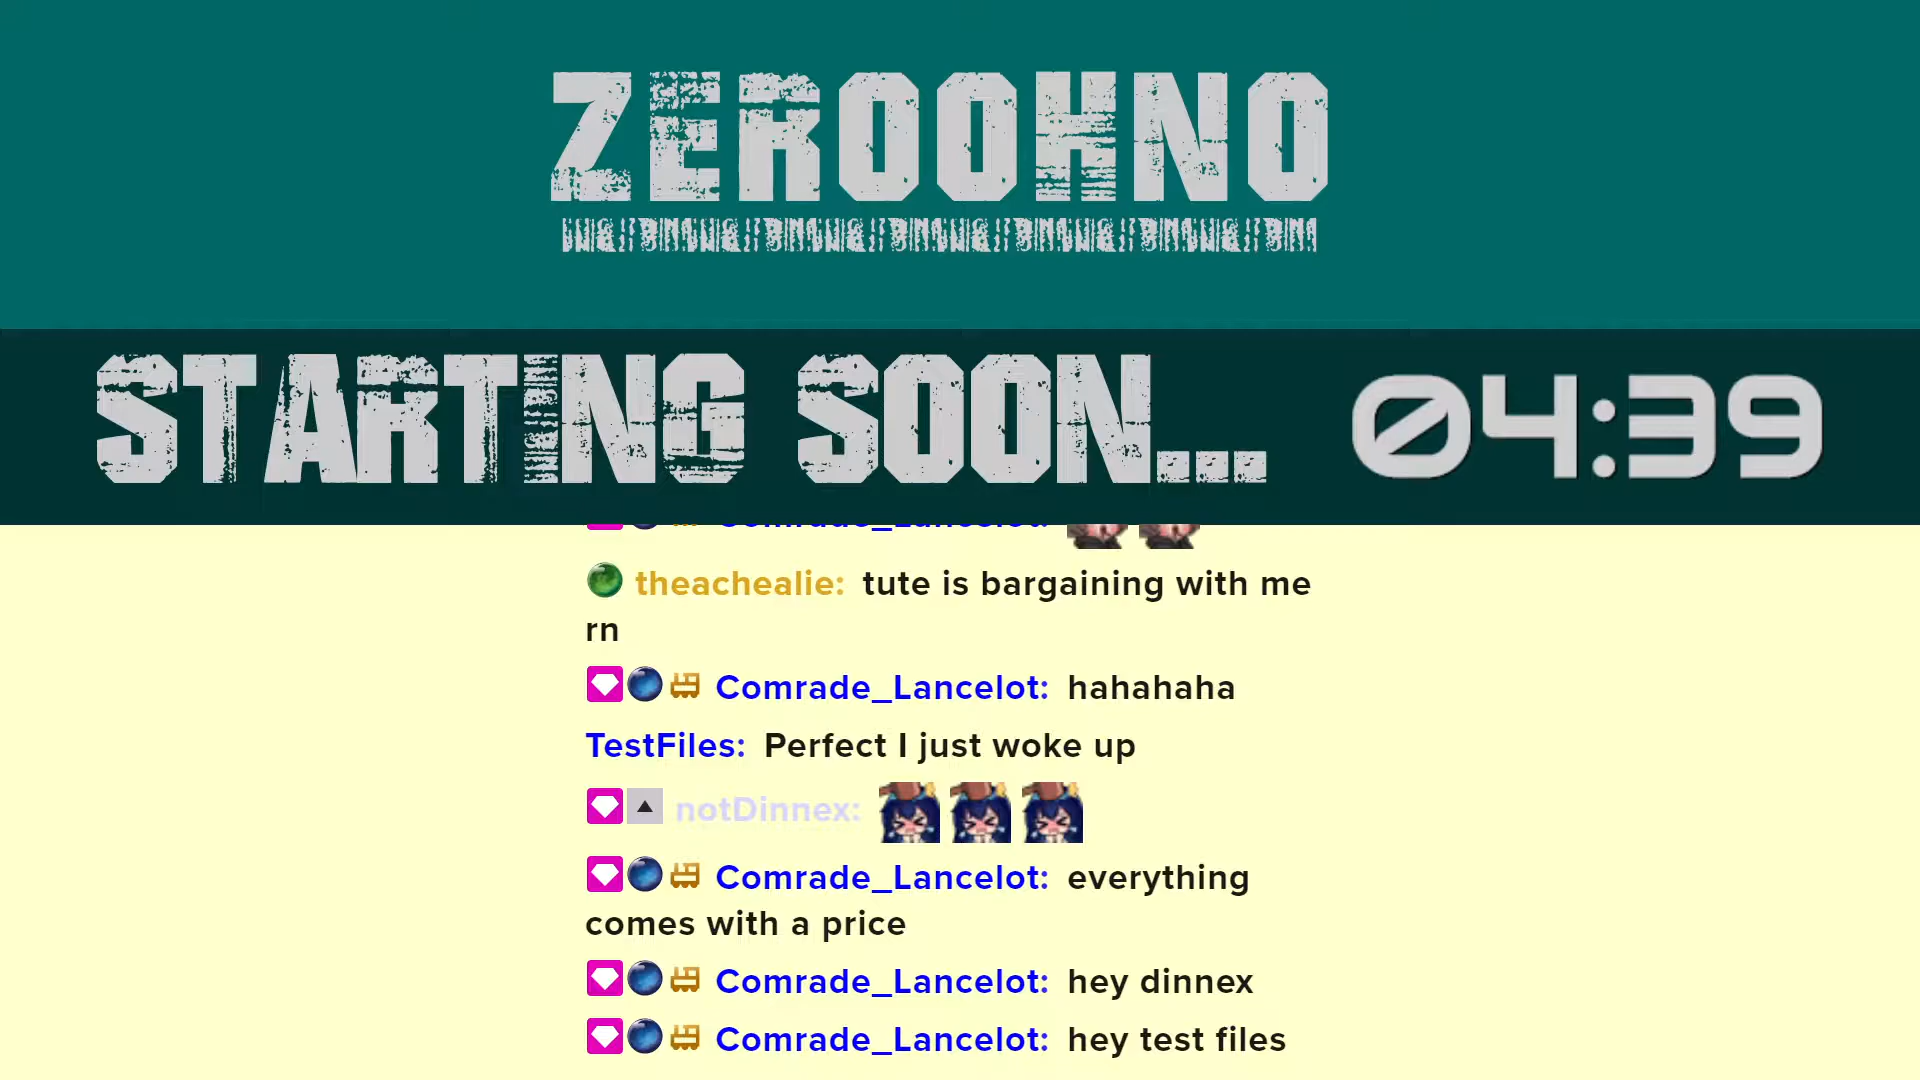 ZEROOHNO
STARTING SOON... 04:39
Comrade_Lancelot:
theachealie: tute is bargaining with me
rn
Comrade_Lancelot: hahahaha
TestFiles: Perfect I just woke up
notDinnex:
Comrade_Lancelot: everything
comes with a price
Comrade_Lancelot: hey dinnex
Comrade_Lancelot: hey test files